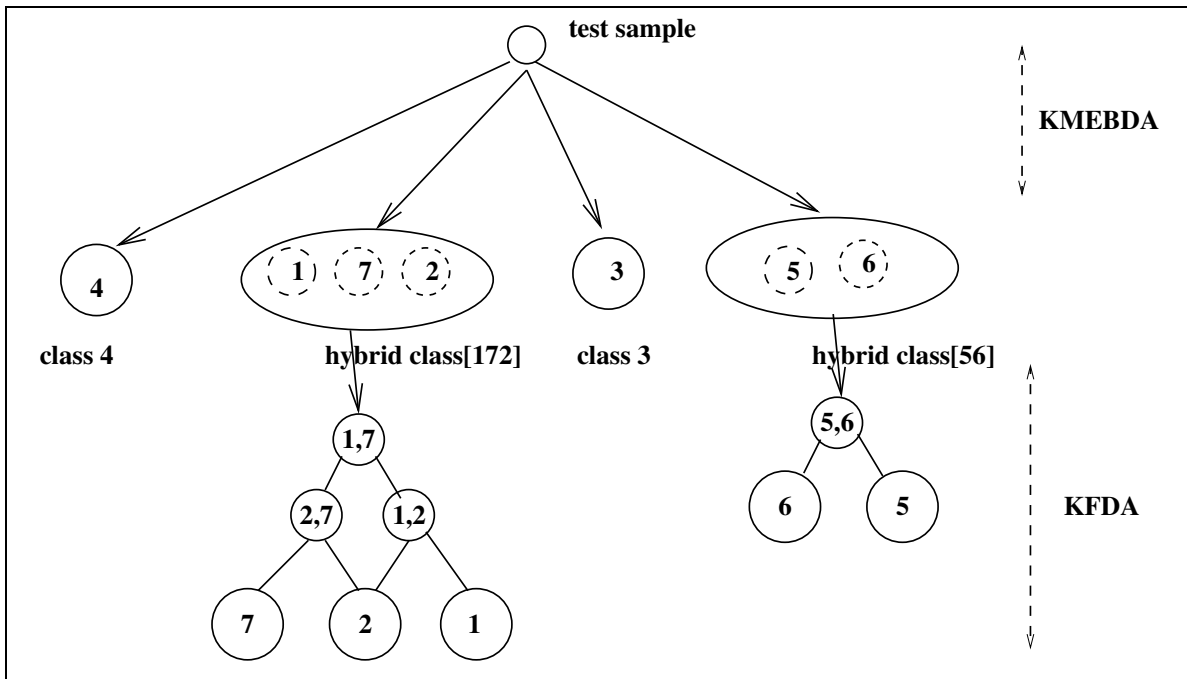 test sample
KMEBDA
4
1 7 2
3
5 6
class 4
hybrid class[172]
class 3
hybrid class[56]
1,7
5,6
2,7
1,2
6
5
KFDA
7
2
1